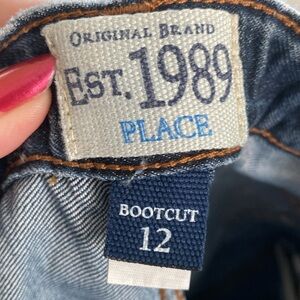 ORIGINAL BRAND
EST. 1989
PLACE
BOOTCUT
12